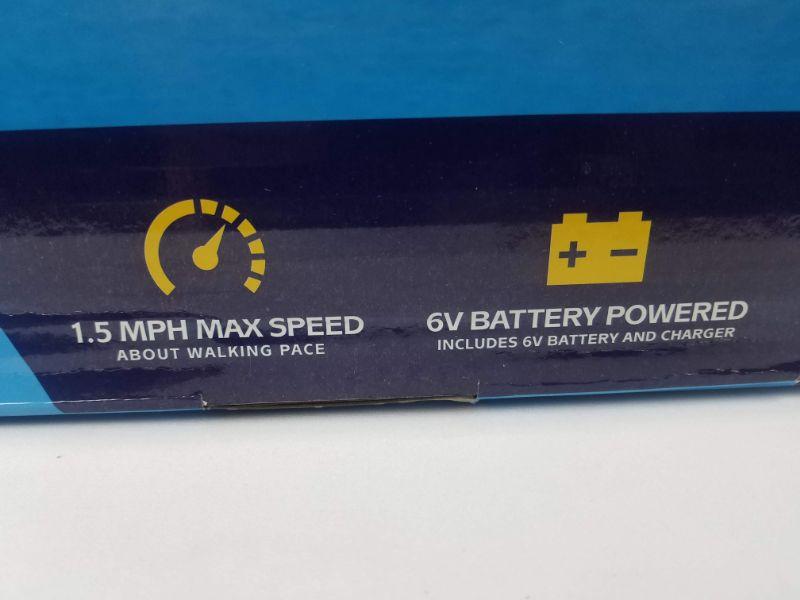 1.5 MPH MAX SPEED
ABOUT WALKING PACE
6V BATTERY POWERED
INCLUDES 6V BATTERY AND CHARGER